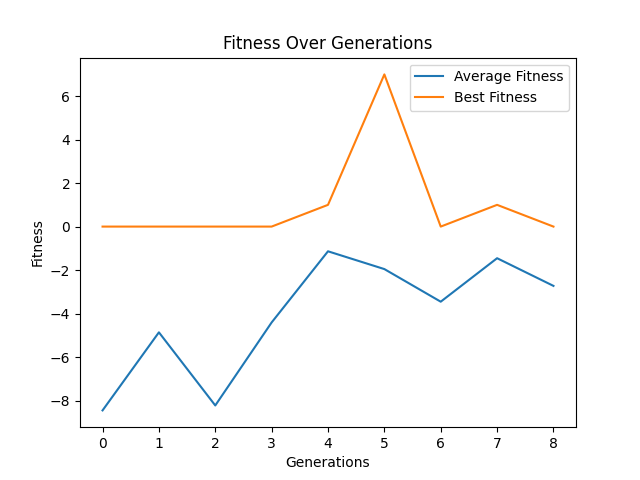 Fitness Over Generations
Average Fitness
Best Fitness
6
4
2
0
−2
−4
−6
−8
Fitness
0 1 2 3 4 5 6 7 8
Generations